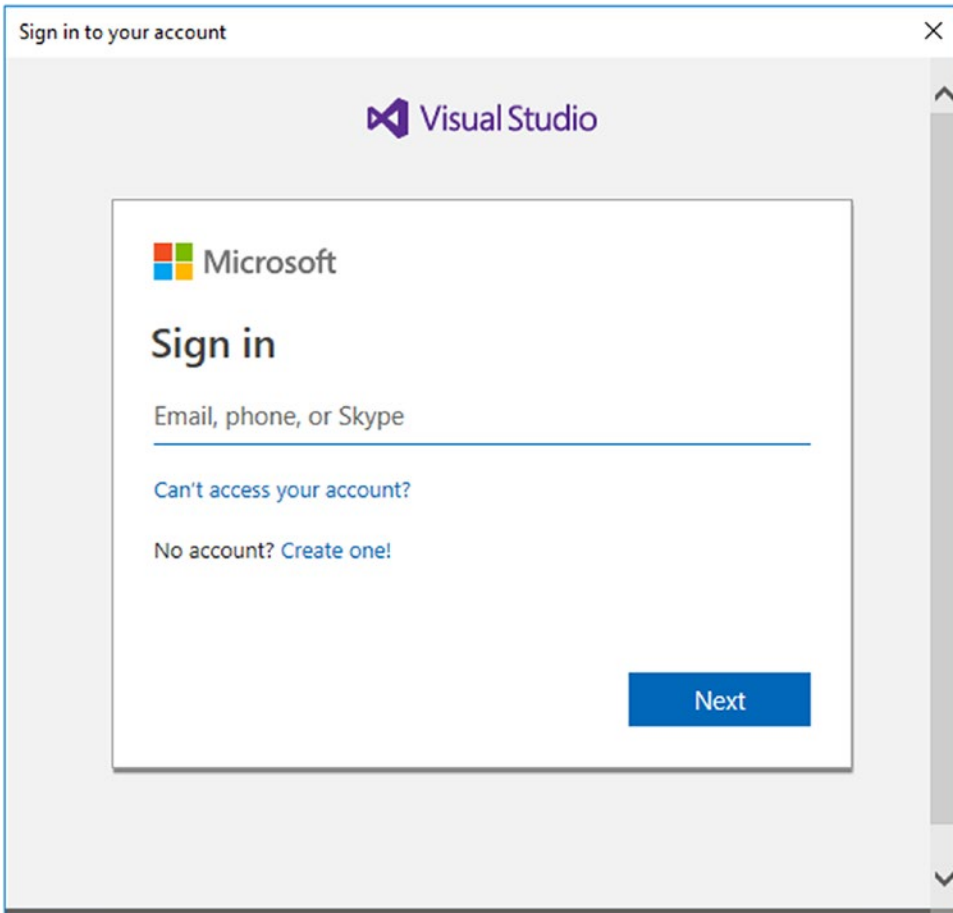 Sign in to your account
Visual Studio
Microsoft
Sign in
Email, phone, or Skype
Can't access your account?
No account? Create one!
Next